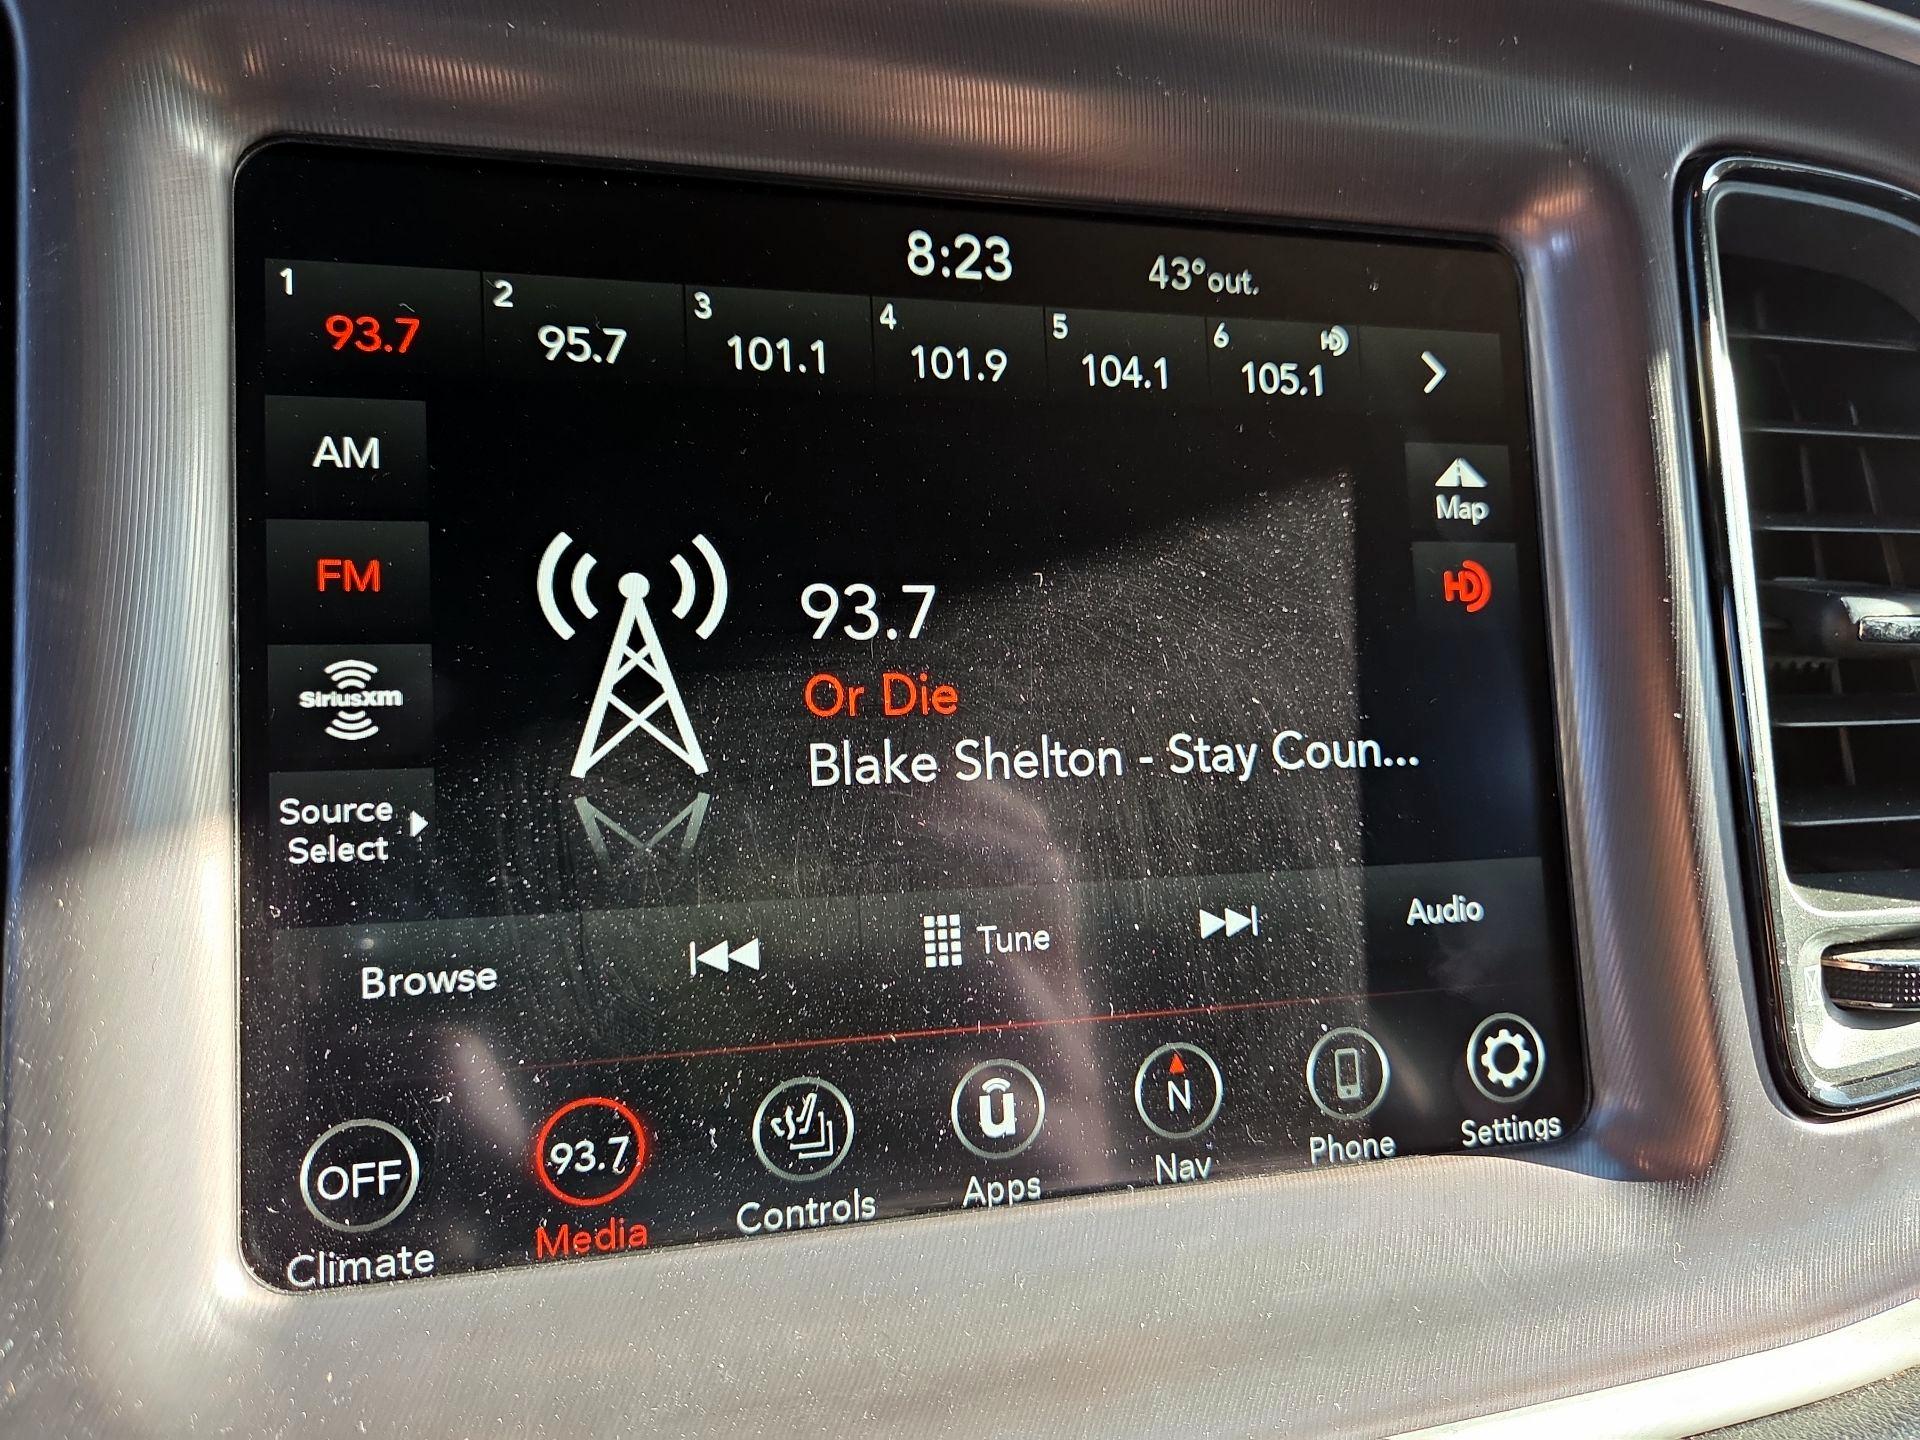 8:23 43°out.
1 93.7 2 95.7 3 101.1 4 101.9 5 104.1 6 HD 105.1
AM
Map
FM
HD
93.7
Or Die
SiriusXM
Blake Shelton - Stay Coun...
Source
Select
Browse Tune Audio
OFF 93.7 N
Climate Media Controls Apps Nav Phone Settings